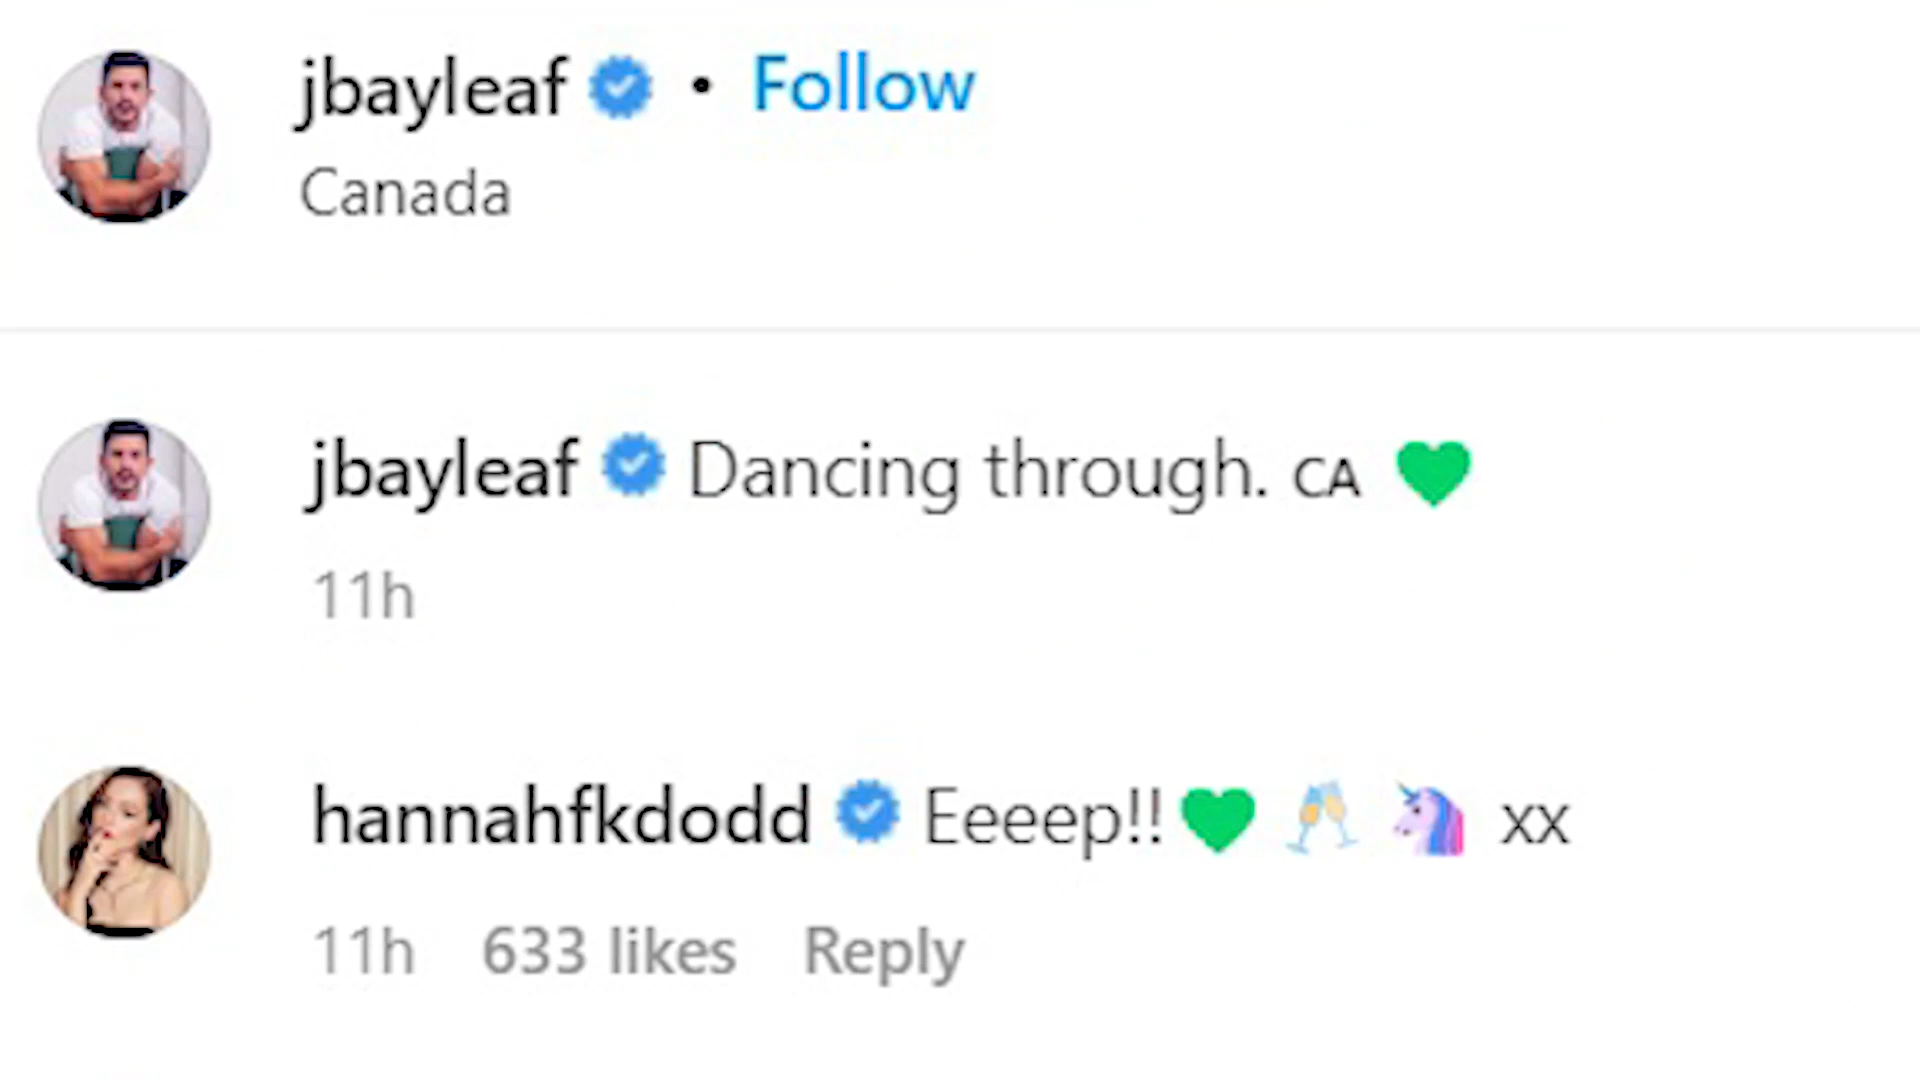 jbayleaf • Follow
Canada
jbayleaf Dancing through. CA 💚
11h
hannahfkdodd Eeeep!! 💚 🥂 🦄 xx
11h 633 likes Reply